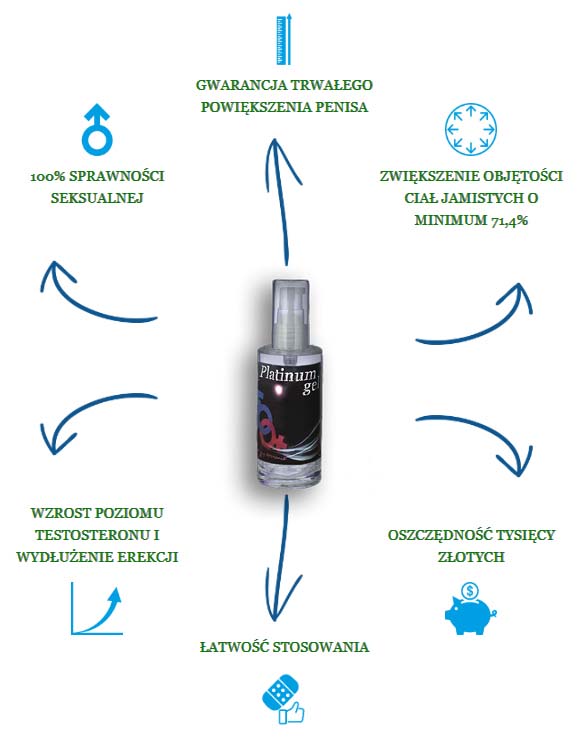 GWARANCJA TRWAŁEGO
POWIĘKSZENIA PENISA
100% SPRAWNOŚCI
SEKSUALNEJ
ZWIĘKSZENIE OBJĘTOŚCI
CIAŁ JAMISTYCH O
MINIMUM 71,4%
Platinum
gel
WZROST POZIOMU
TESTOSTERONU I
WYDŁUŻENIE EREKCJI
OSZCZĘDNOŚĆ TYSIĘCY
ZŁOTYCH
$
ŁATWOŚĆ STOSOWANIA